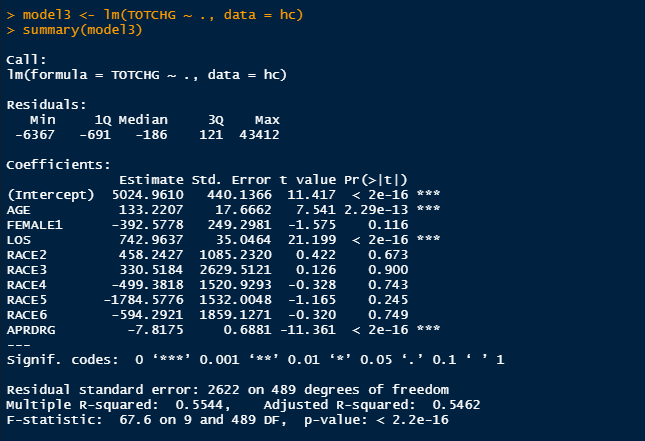 > model3 <- lm(TOTCHG ~ ., data = hc)
> summary(model3)
Call:
lm(formula = TOTCHG ~ ., data = hc)
Residuals:
   Min     1Q Median     3Q    Max
 -6367   -691   -186    121  43412
Coefficients:
              Estimate Std. Error t value Pr(>|t|)
(Intercept)  5024.9610   440.1366  11.417  < 2e-16 ***
AGE           133.2207    17.6662   7.541 2.29e-13 ***
FEMALE1      -392.5778   249.2981  -1.575    0.116
LOS           742.9637    35.0464  21.199  < 2e-16 ***
RACE2         458.2427  1085.2320   0.422    0.673
RACE3         330.5184  2629.5121   0.126    0.900
RACE4        -499.3818  1520.9293  -0.328    0.743
RACE5       -1784.5776  1532.0048  -1.165    0.245
RACE6        -594.2921  1859.1271  -0.320    0.749
APRDRG         -7.8175     0.6881 -11.361  < 2e-16 ***
---
Signif. codes:  0 ‘***’ 0.001 ‘**’ 0.01 ‘*’ 0.05 ‘.’ 0.1 ‘ ’ 1
Residual standard error: 2622 on 489 degrees of freedom
Multiple R-squared:  0.5544,    Adjusted R-squared:  0.5462
F-statistic:  67.6 on 9 and 489 DF,  p-value: < 2.2e-16